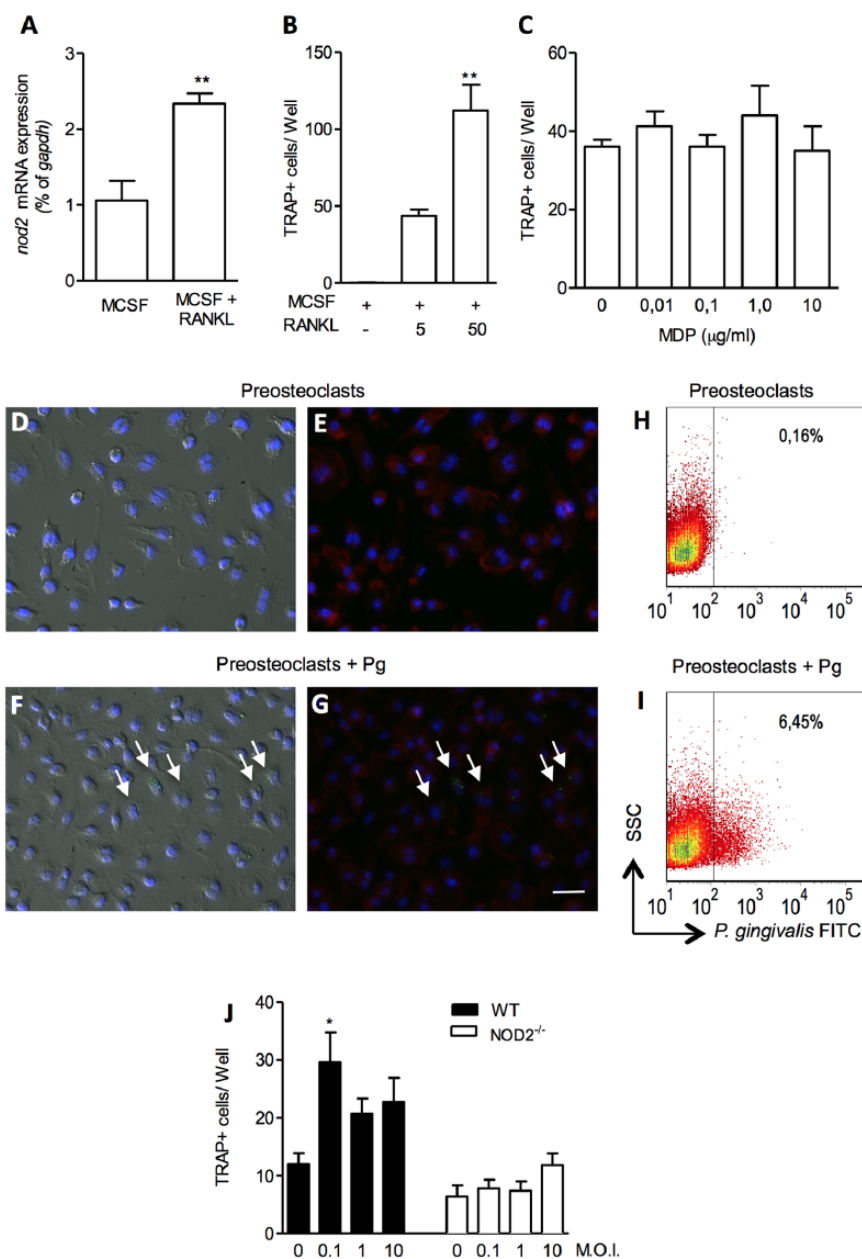 A
3
2
1
0
nod2 mRNA expression
(% of gapdh)
**
MCSF
MCSF +
RANKL
B
150
100
50
0
TRAP+ cells/ Well
**
MCSF + + +
RANKL - 5 50
C
60
40
20
0
TRAP+ cells/ Well
0 0,01 0,1 1,0 10
MDP (μg/ml)
Preosteoclasts
D
E
Preosteoclasts
H
0,16%
10¹ 10² 10³ 10⁴ 10⁵
Preosteoclasts + Pg
F
G
Preosteoclasts + Pg
I
6,45%
SSC
10¹ 10² 10³ 10⁴ 10⁵
P. gingivalis FITC
J
40
30
20
10
0
TRAP+ cells/ Well
*
WT
NOD2⁻/⁻
0 0.1 1 10 0 0.1 1 10 M.O.I.